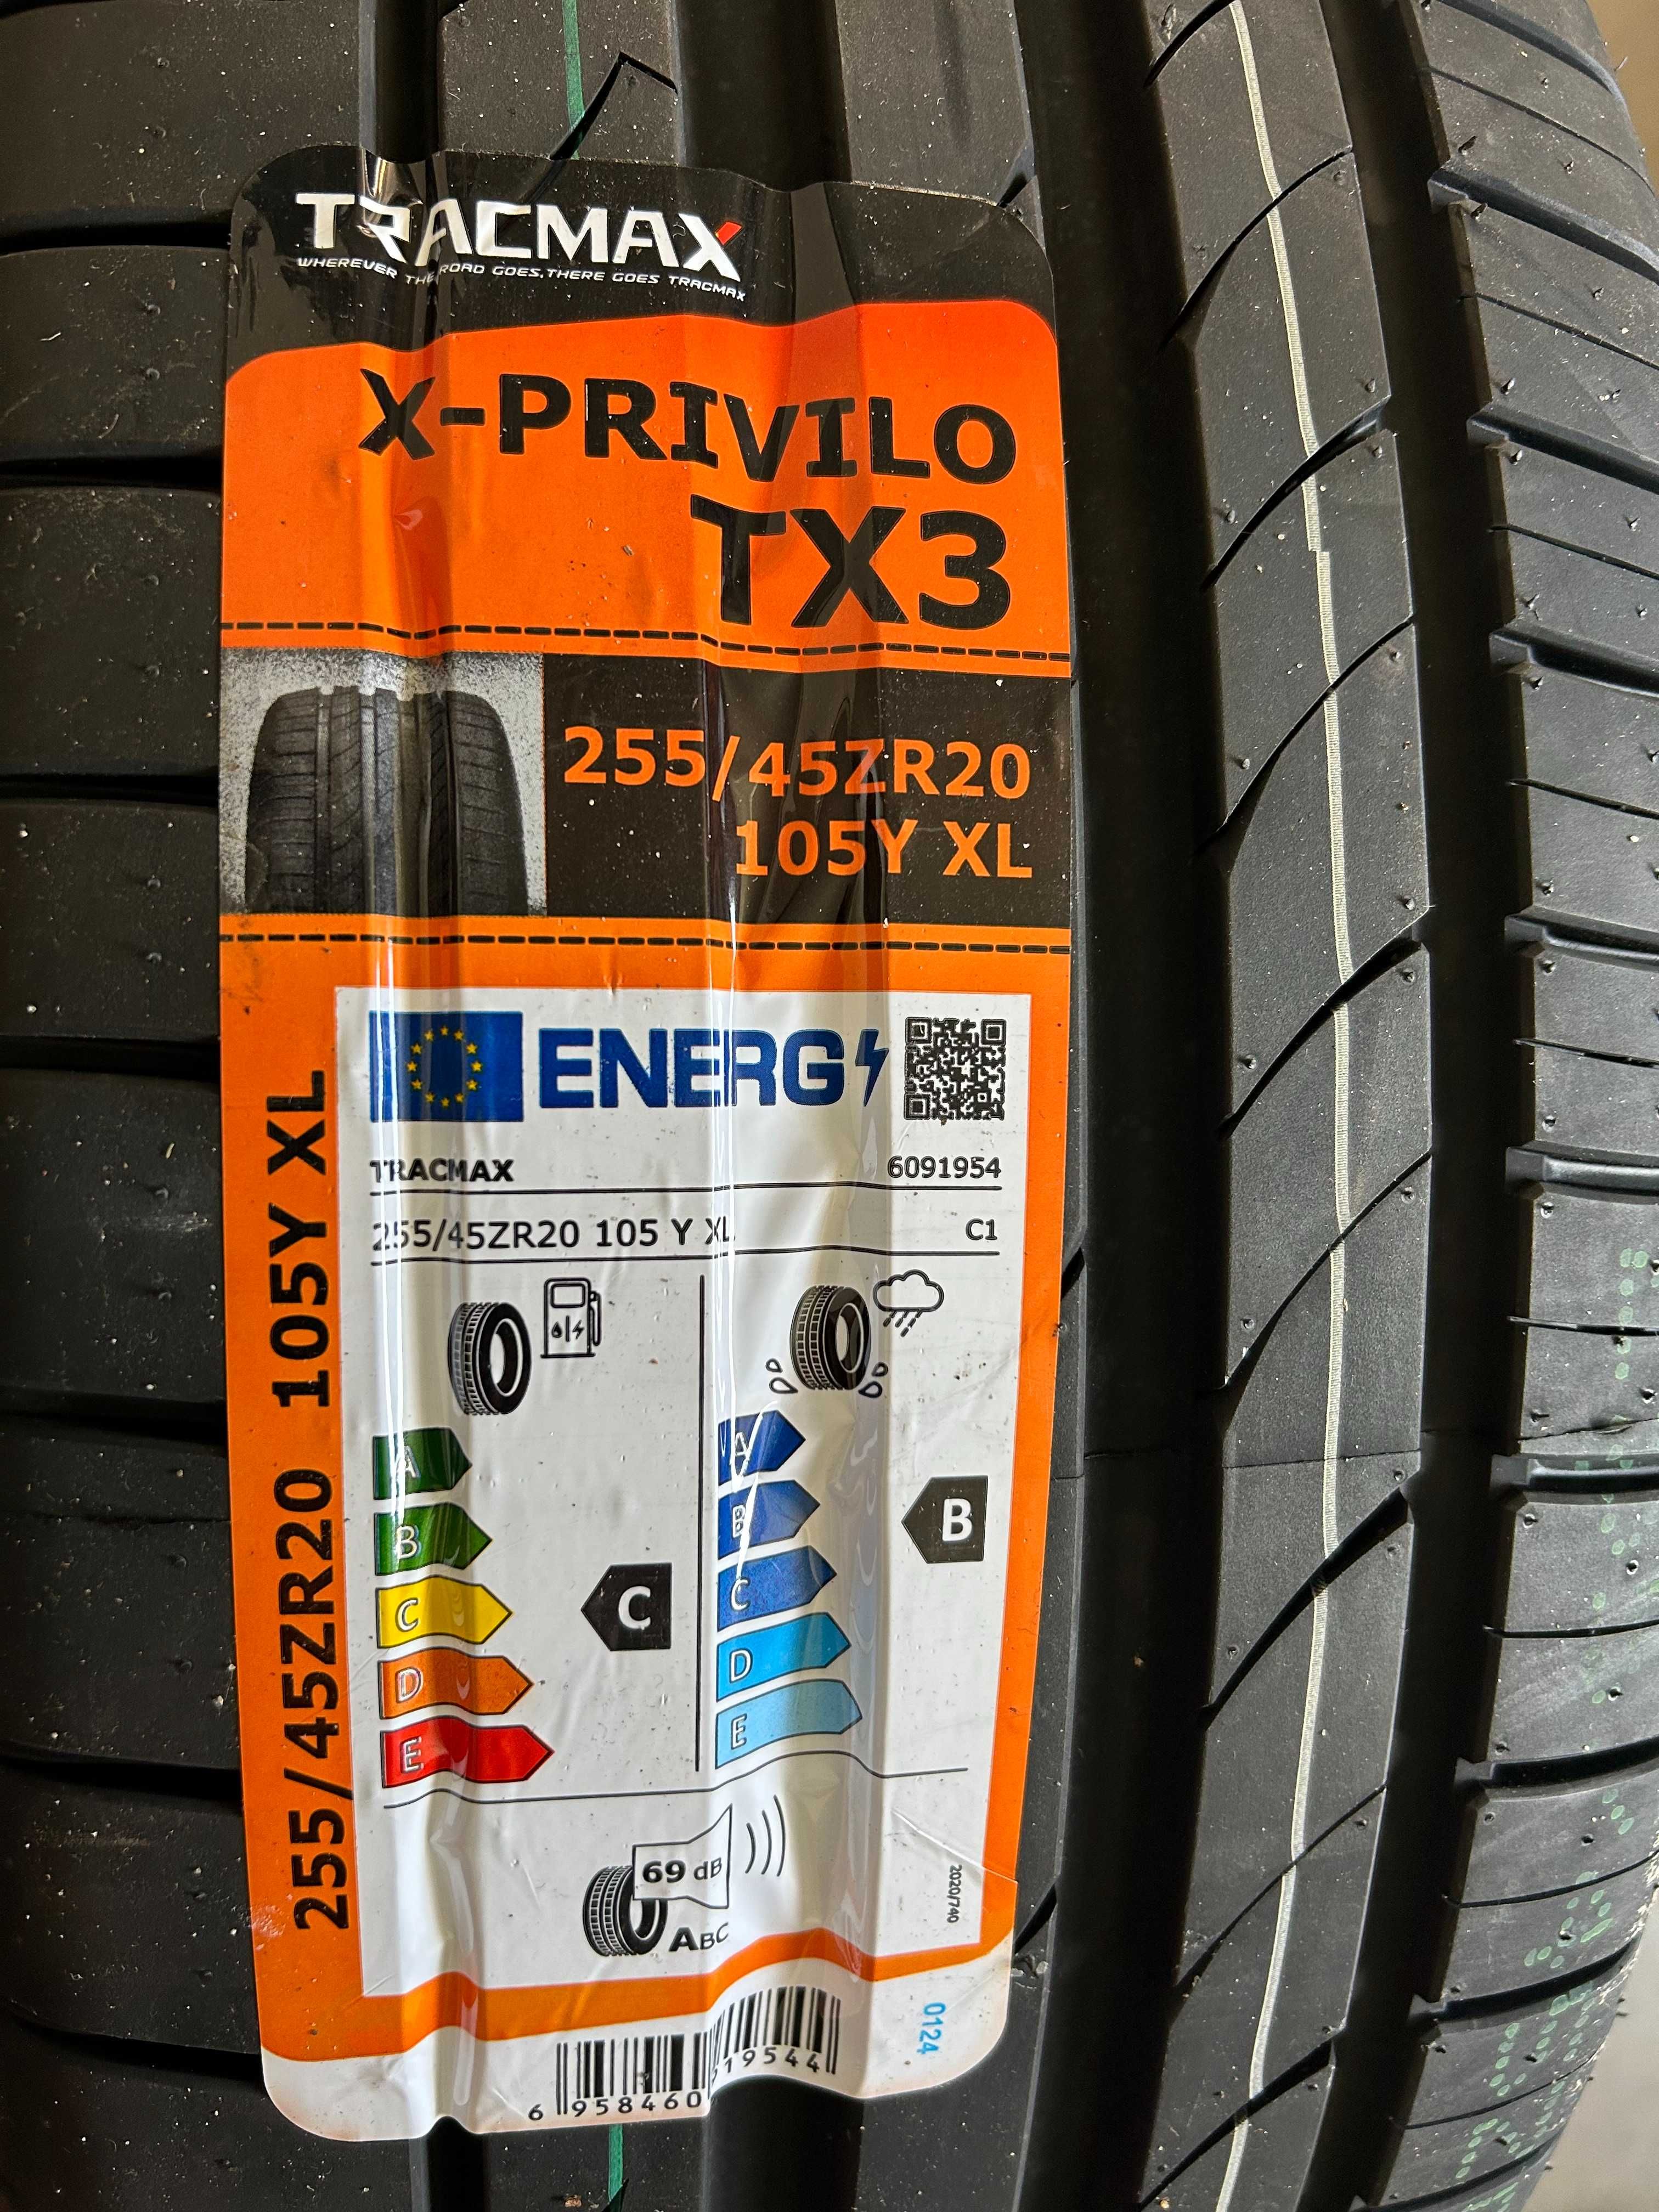 TRACMAX
WHEREVER THE ROAD GOES, THERE GOES TRACMAX
X-PRIVILO
TX3
255/45ZR20
105Y XL
255/45ZR20 105Y XL
ENERG
TRACMAX 6091954
255/45ZR20 105 Y XL C1
A
B
C
D
E
C
A
B
C
D
E
B
69 dB
ABC
2020/740
0124
6 958460 919544